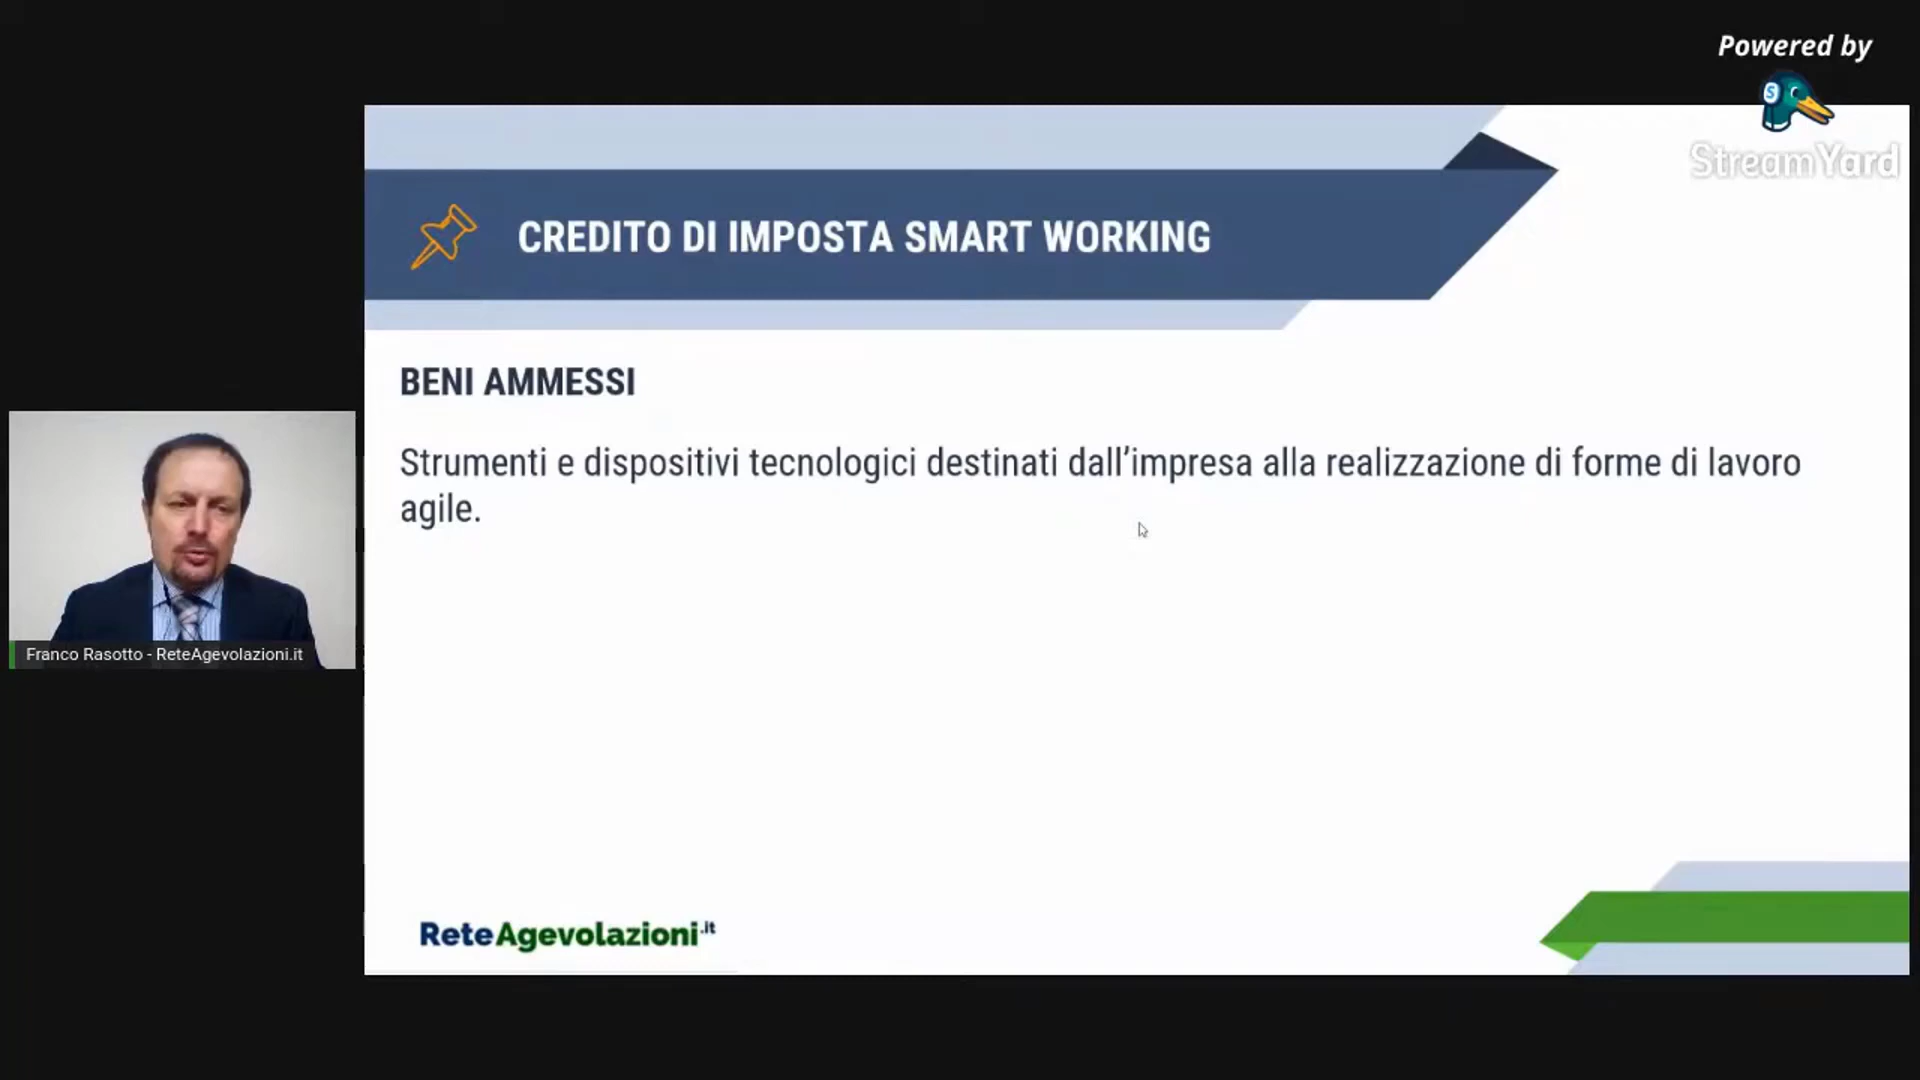 Powered by
StreamYard
CREDITO DI IMPOSTA SMART WORKING
BENI AMMESSI
Strumenti e dispositivi tecnologici destinati dall’impresa alla realizzazione di forme di lavoro
agile.
Franco Rasotto - ReteAgevolazioni.it
ReteAgevolazioni.it